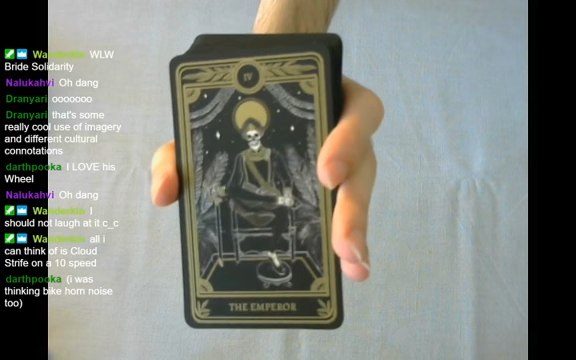 WLW
Bride Solidarity
Nalukahvi Oh dang
Dranyari ooooooo
Dranyari that's some
really cool use of imagery
and different cultural
connotations
darthpooka I LOVE his
Wheel
Nalukahvi Oh dang
I
should not laugh at it c_c
all i
can think of is Cloud
Strife on a 10 speed
darthpooka (i was
thinking bike horn noise
too)
IV
THE EMPEROR